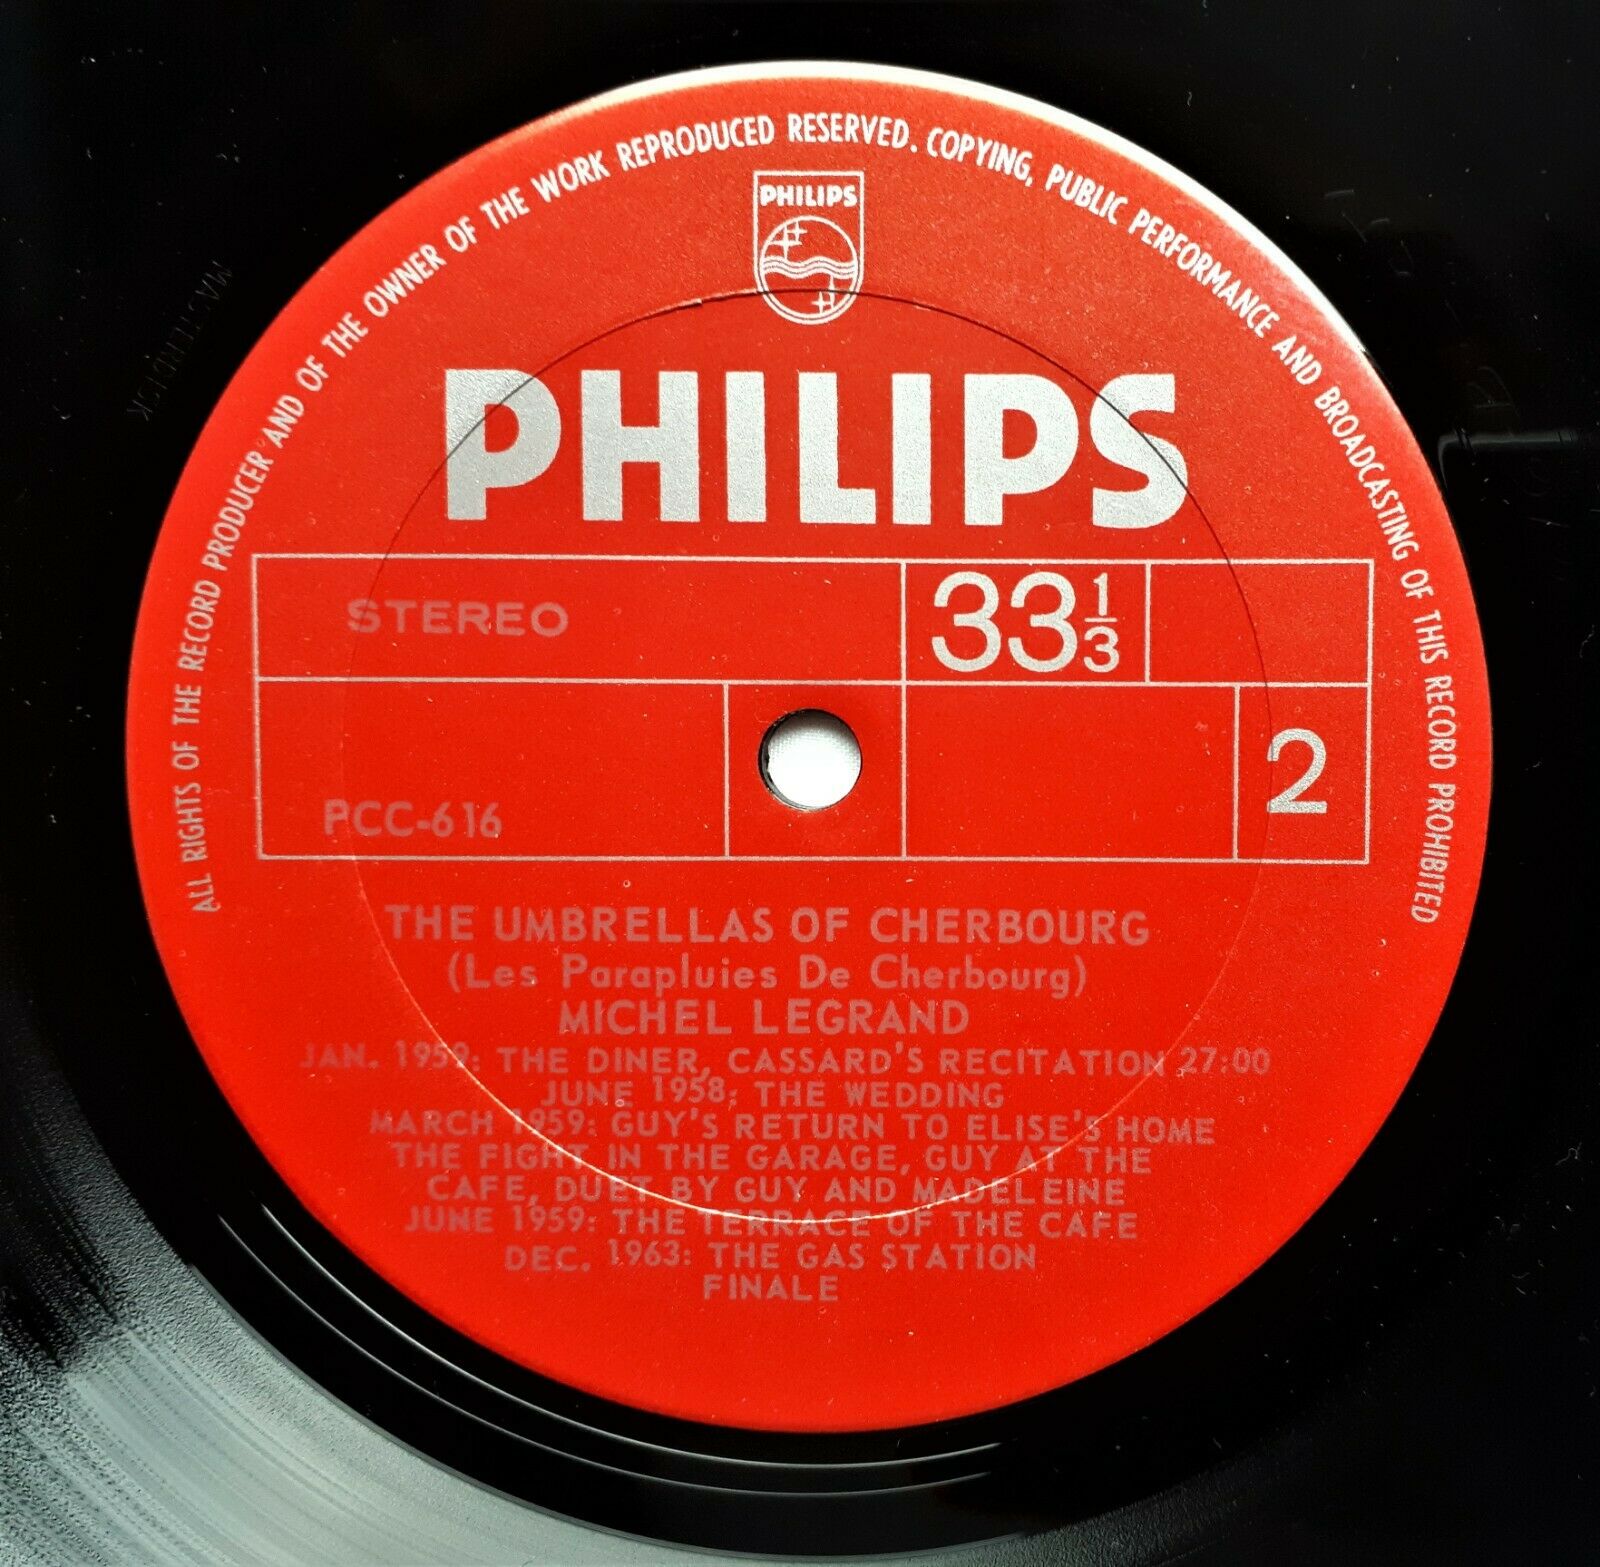 ALL RIGHTS OF THE RECORD PRODUCER AND OF THE OWNER OF THE WORK REPRODUCED RESERVED. COPYING, PUBLIC PERFORMANCE AND BROADCASTING OF THIS RECORD PROHIBITED
PHILIPS
PHILIPS
STEREO
33 1/3
PCC-616
2
THE UMBRELLAS OF CHERBOURG
(Les Parapluies De Cherbourg)
MICHEL LEGRAND
JAN. 1959: THE DINER, CASSARD'S RECITATION 27:00
JUNE 1958; THE WEDDING
MARCH 1959: GUY'S RETURN TO ELISE'S HOME
THE FIGHT IN THE GARAGE, GUY AT THE
CAFE, DUET BY GUY AND MADELEINE
JUNE 1959: THE TERRACE OF THE CAFE
DEC. 1963: THE GAS STATION
FINALE